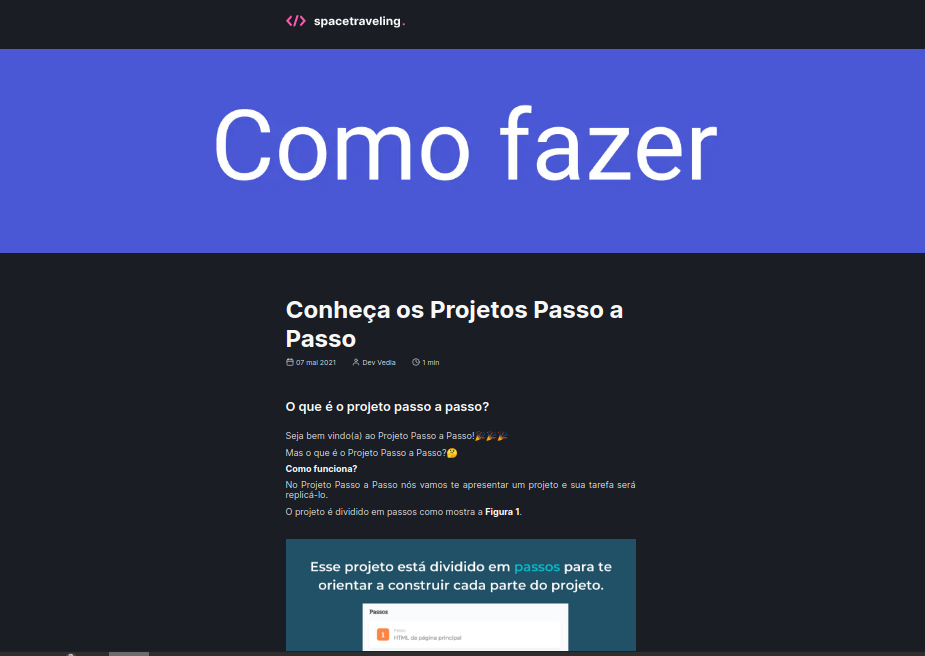 </> spacetraveling.
Como fazer
Conheça os Projetos Passo a
Passo
07 mai 2021 Dev Vedia 1 min
O que é o projeto passo a passo?
Seja bem vindo(a) ao Projeto Passo a Passo!🎉🎉🎉
Mas o que é o Projeto Passo a Passo?🤔
Como funciona?
No Projeto Passo a Passo nós vamos te apresentar um projeto e sua tarefa será
replicá-lo.
O projeto é dividido em passos como mostra a Figura 1.
Esse projeto está dividido em passos para te
orientar a construir cada parte do projeto.
Passos
1
HTML da página principal